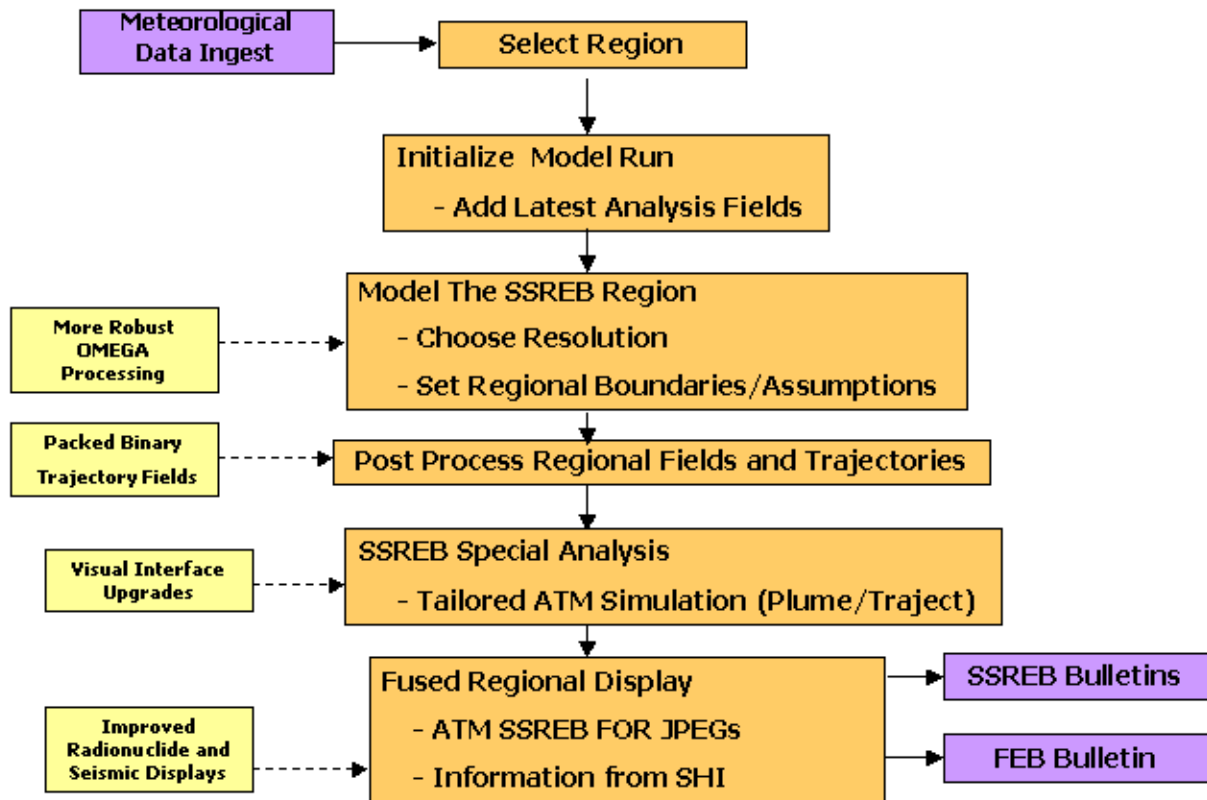 Meteorological
Data Ingest
Select Region
Initialize Model Run
- Add Latest Analysis Fields
Model The SSREB Region
- Choose Resolution
- Set Regional Boundaries/Assumptions
More Robust
OMEGA
Processing
Packed Binary
Trajectory Fields
Post Process Regional Fields and Trajectories
SSREB Special Analysis
- Tailored ATM Simulation (Plume/Traject)
Visual Interface
Upgrades
Fused Regional Display
- ATM SSREB FOR JPEGs
- Information from SHI
Improved
Radionuclide and
Seismic Displays
SSREB Bulletins
FEB Bulletin